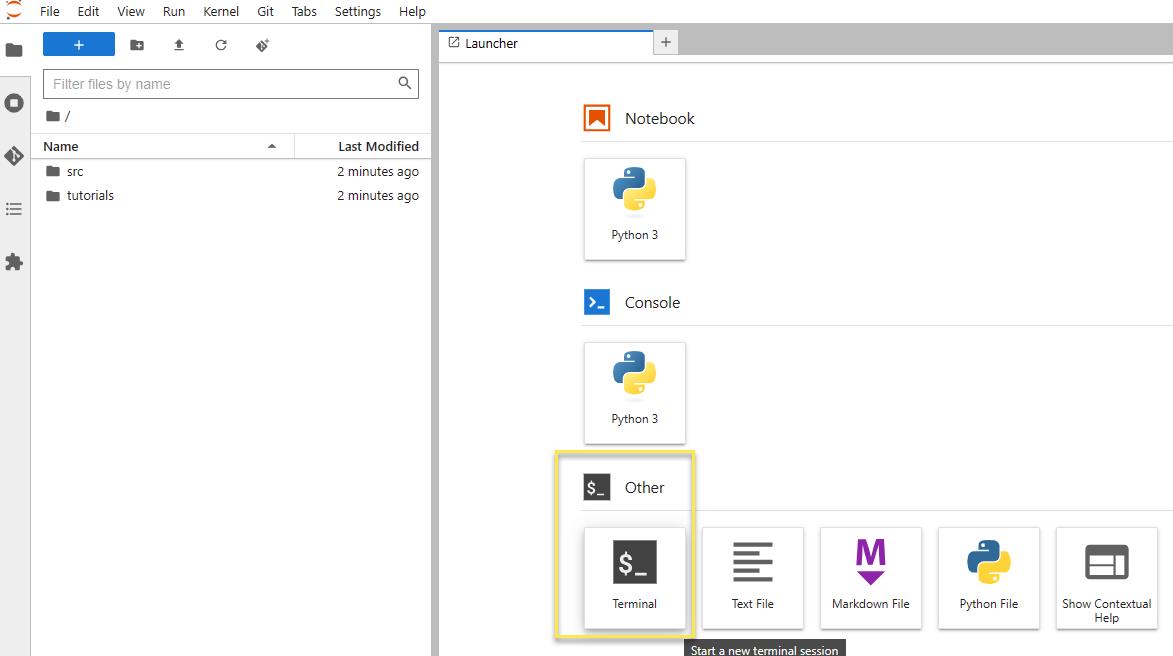 File Edit View Run Kernel Git Tabs Settings Help
+
Filter files by name
/
Name Last Modified
src 2 minutes ago
tutorials 2 minutes ago
Launcher +
Notebook
Python 3
>_ Console
Python 3
$_ Other
$_
Terminal
Text File
M
Markdown File
Python File
Show Contextual
Help
Start a new terminal session